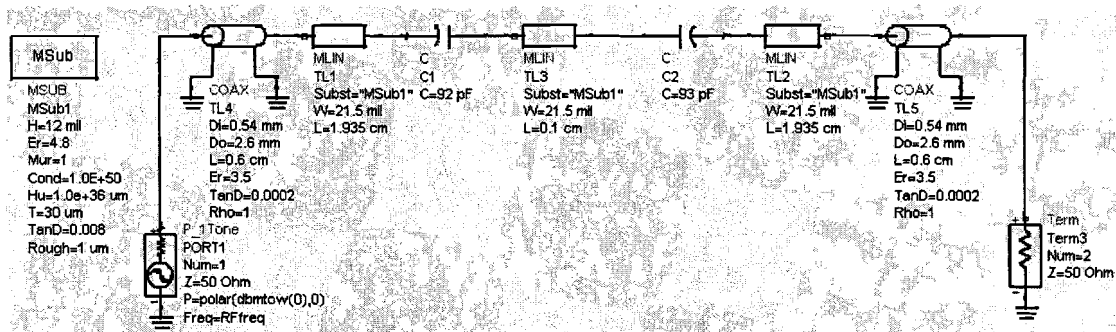 MSub
MSUB
MSub1
H=12 mil
Er=4.8
Mur=1
Cond=1.0E+50
Hu=1.0e+36 um
T=30 um
TanD=0.008
Rough=1 um
P_1Tone
PORT1
Num=1
Z=50 Ohm
P=polar(dbmtow(0),0)
Freq=RFfreq
COAX
TL4
Di=0.54 mm
Do=2.6 mm
L=0.6 cm
Er=3.5
TanD=0.0002
Rho=1
MLIN
TL1
Subst="MSub1"
W=21.5 mil
L=1.935 cm
C
C1
C=92 pF
MLIN
TL3
Subst="MSub1"
W=21.5 mil
L=0.1 cm
C
C2
C=93 pF
MLIN
TL2
Subst="MSub1"
W=21.5 mil
L=1.935 cm
COAX
TL5
Di=0.54 mm
Do=2.6 mm
L=0.6 cm
Er=3.5
TanD=0.0002
Rho=1
Term
Term3
Num=2
Z=50 Ohm